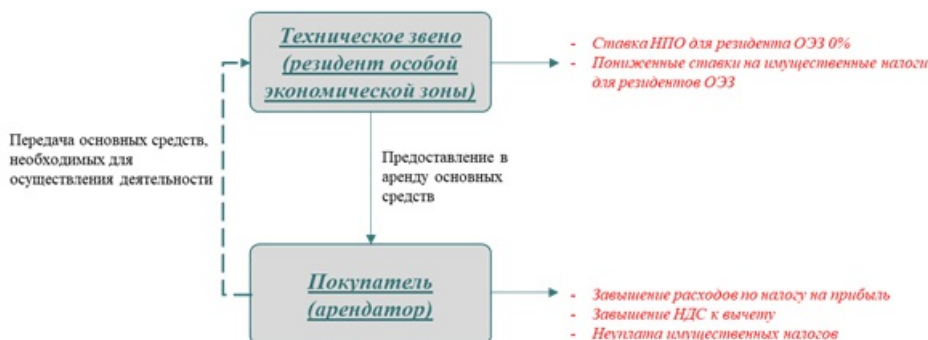 Техническое звено
(резидент особой
экономической зоны)
- Ставка НПО для резидента ОЭЗ 0%
- Пониженные ставки на имущественные налоги
для резидентов ОЭЗ
Передача основных средств,
необходимых для
осуществления деятельности
Предоставление в
аренду основных
средств
Покупатель
(арендатор)
- Завышение расходов по налогу на прибыль
- Завышение НДС к вычету
- Неуплата имущественных налогов